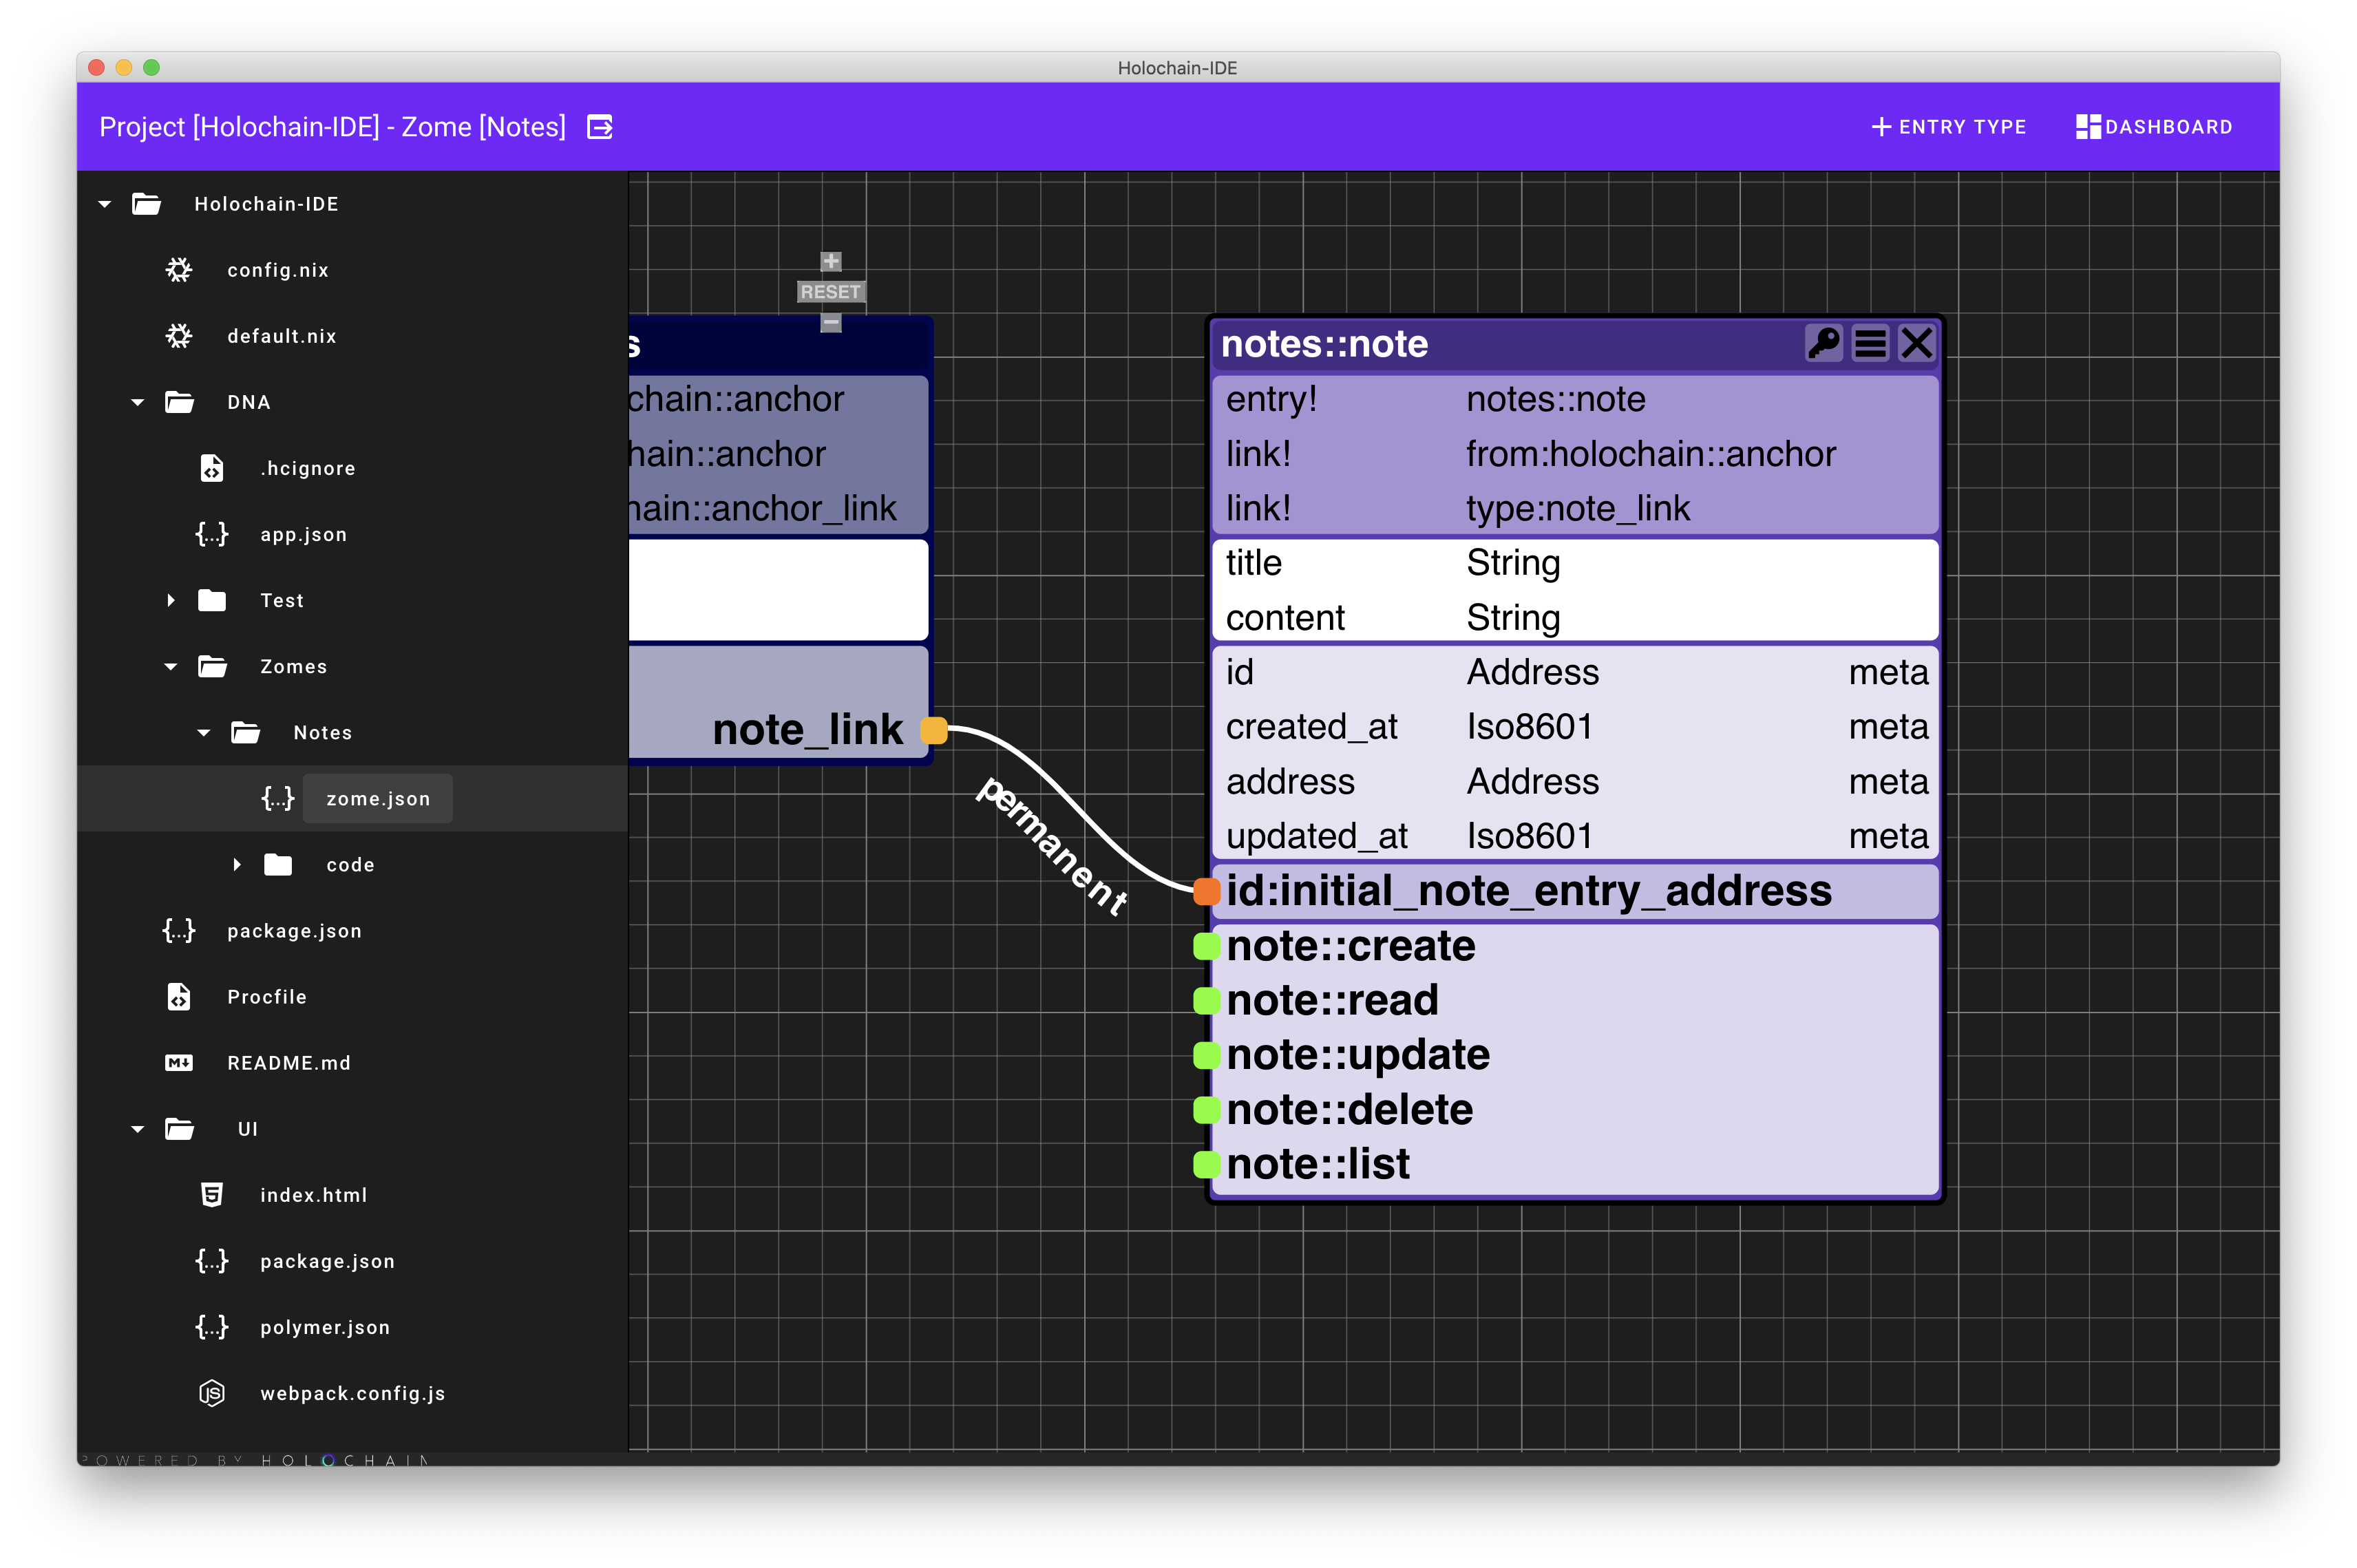 Holochain-IDE
Project [Holochain-IDE] - Zome [Notes]
ENTRY TYPE
DASHBOARD
Holochain-IDE
config.nix
default.nix
DNA
.hcignore
{...} app.json
Test
Zomes
Notes
{...} zome.json
code
{...} package.json
Procfile
M README.md
UI
5 index.html
{...} package.json
{...} polymer.json
JS webpack.config.js
POWERED BY HOLOCHAIN
+
RESET
−
s
chain::anchor
hain::anchor
hain::anchor_link
note_link
permanent
notes::note
entry! notes::note
link! from:holochain::anchor
link! type:note_link
title String
content String
id Address meta
created_at Iso8601 meta
address Address meta
updated_at Iso8601 meta
id:initial_note_entry_address
note::create
note::read
note::update
note::delete
note::list